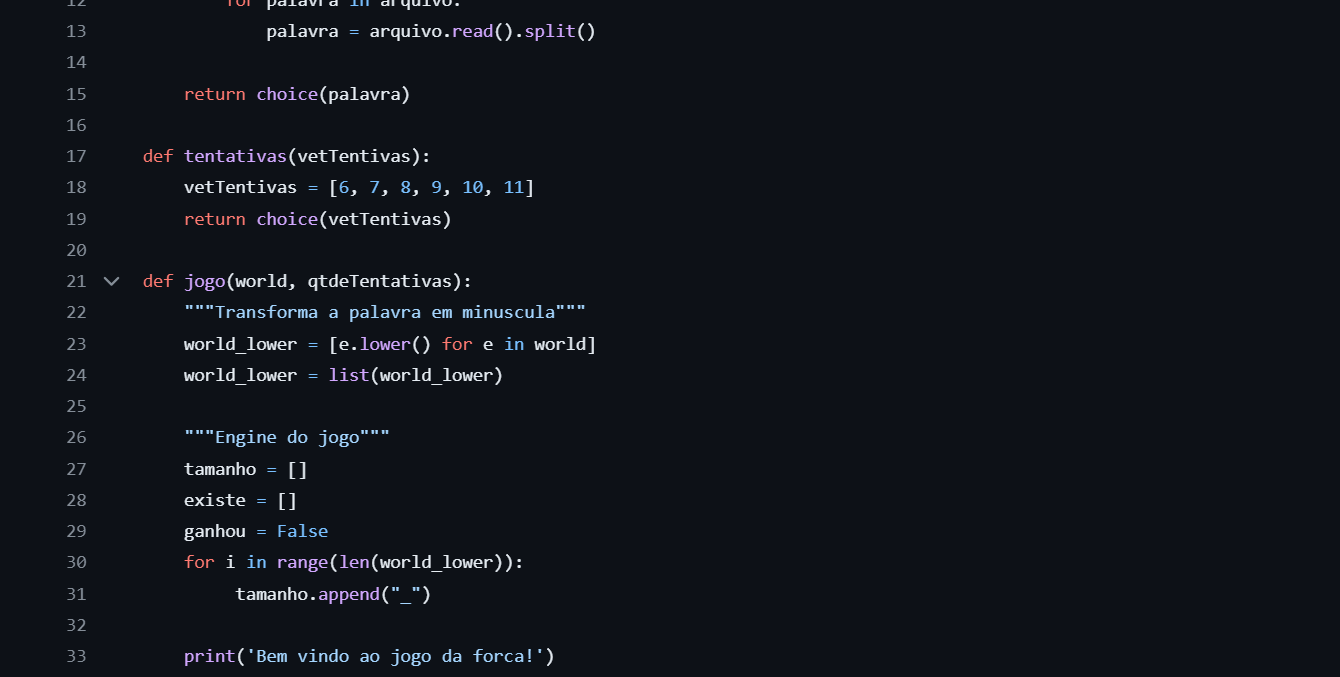 12 for palavra in arquivo:
13 palavra = arquivo.read().split()
14
15 return choice(palavra)
16
17 def tentativas(vetTentivas):
18 vetTentivas = [6, 7, 8, 9, 10, 11]
19 return choice(vetTentivas)
20
21 def jogo(world, qtdeTentativas):
22 """Transforma a palavra em minuscula"""
23 world_lower = [e.lower() for e in world]
24 world_lower = list(world_lower)
25
26 """Engine do jogo"""
27 tamanho = []
28 existe = []
29 ganhou = False
30 for i in range(len(world_lower)):
31 tamanho.append("_")
32
33 print('Bem vindo ao jogo da forca!')